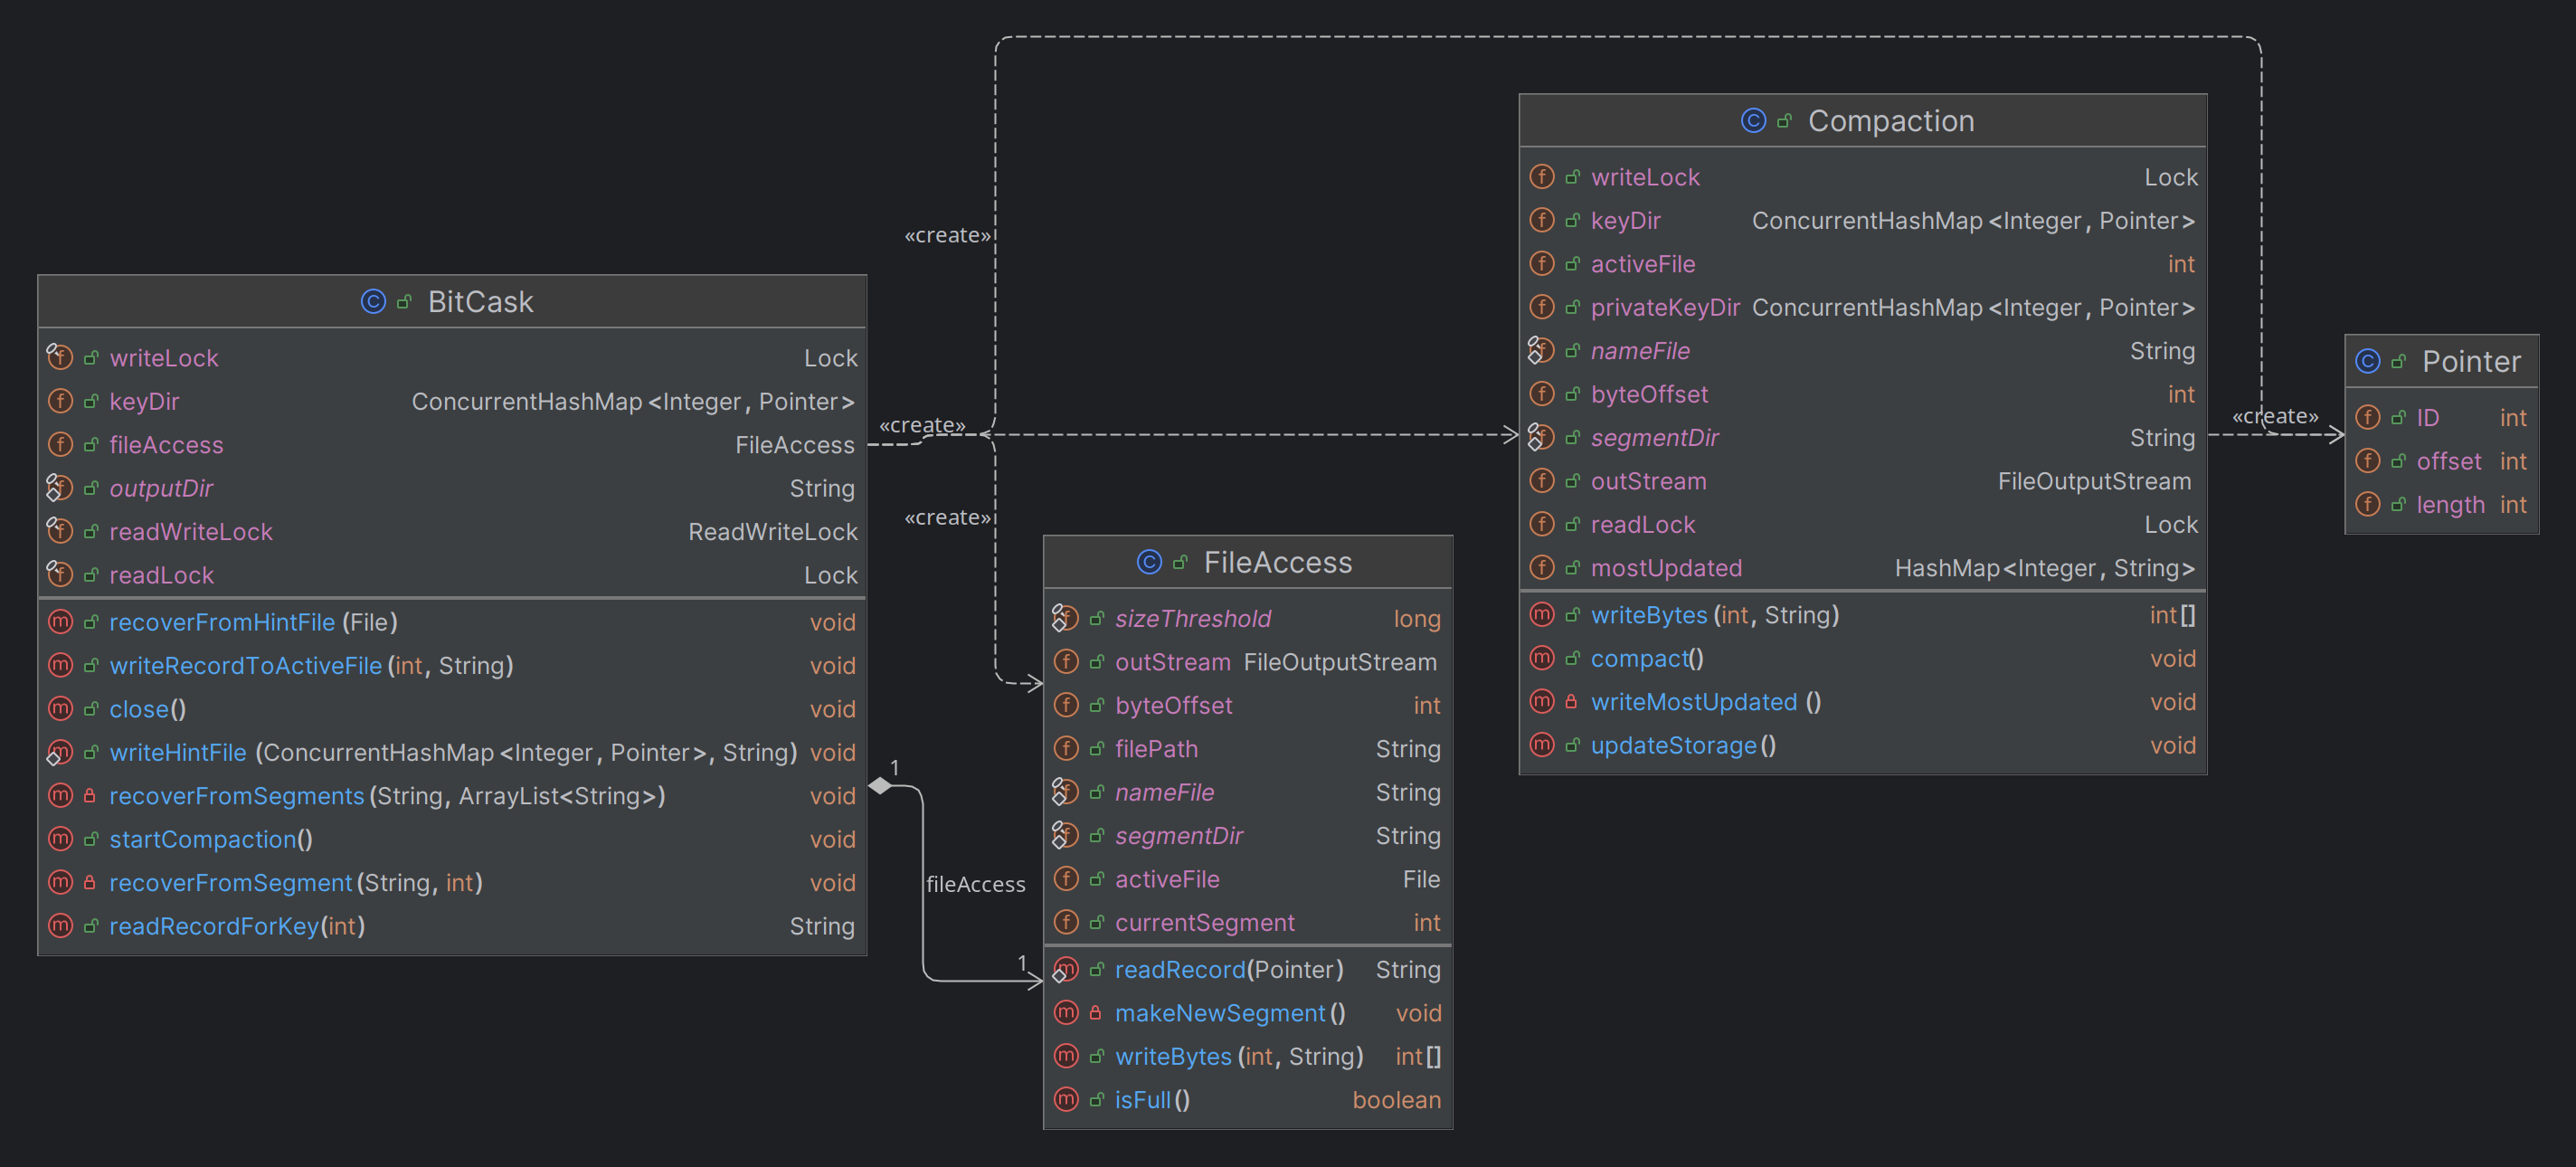 «create»
«create»
«create»
«create»
BitCask
writeLock Lock
keyDir ConcurrentHashMap<Integer, Pointer>
fileAccess FileAccess
outputDir String
readWriteLock ReadWriteLock
readLock Lock
recoverFromHintFile(File) void
writeRecordToActiveFile(int, String) void
close() void
writeHintFile(ConcurrentHashMap<Integer, Pointer>, String) void
recoverFromSegments(String, ArrayList<String>) void
startCompaction() void
recoverFromSegment(String, int) void
readRecordForKey(int) String
1
fileAccess
1
FileAccess
sizeThreshold long
outStream FileOutputStream
byteOffset int
filePath String
nameFile String
segmentDir String
activeFile File
currentSegment int
readRecord(Pointer) String
makeNewSegment() void
writeBytes(int, String) int[]
isFull() boolean
Compaction
writeLock Lock
keyDir ConcurrentHashMap<Integer, Pointer>
activeFile int
privateKeyDir ConcurrentHashMap<Integer, Pointer>
nameFile String
byteOffset int
segmentDir String
outStream FileOutputStream
readLock Lock
mostUpdated HashMap<Integer, String>
writeBytes(int, String) int[]
compact() void
writeMostUpdated() void
updateStorage() void
Pointer
ID int
offset int
length int